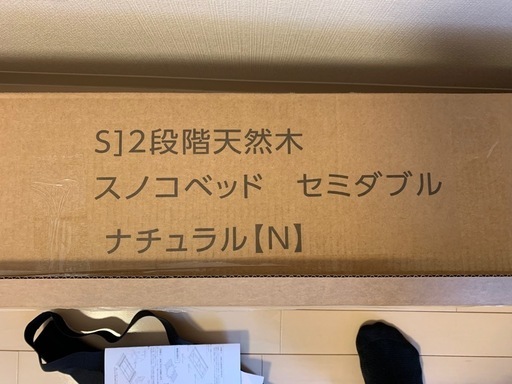 S]2段階天然木
スノコベッド　セミダブル
ナチュラル【N】